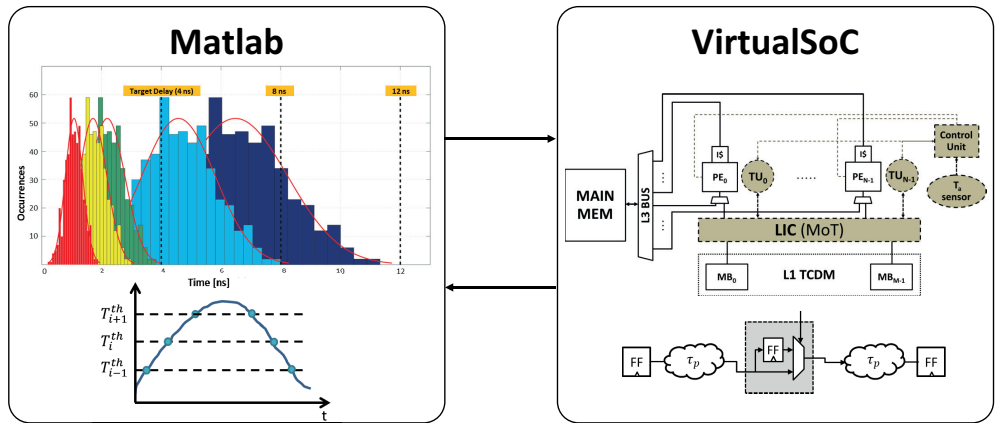 Matlab
60
50
40
30
20
10
Occurrences
Target Delay (4 ns)
8 ns
12 ns
0
2
4
6
8
10
12
Time [ns]
T_{i+1}^{th}
T_i^{th}
T_{i-1}^{th}
t
VirtualSoC
MAIN MEM
L3 BUS
I$
PE_0
TU_0
.....
I$
PE_{N-1}
TU_{N-1}
Control
Unit
T_a
sensor
LIC (MoT)
MB_0
L1 TCDM
MB_{M-1}
FF
τ_p
FF
τ_p
FF